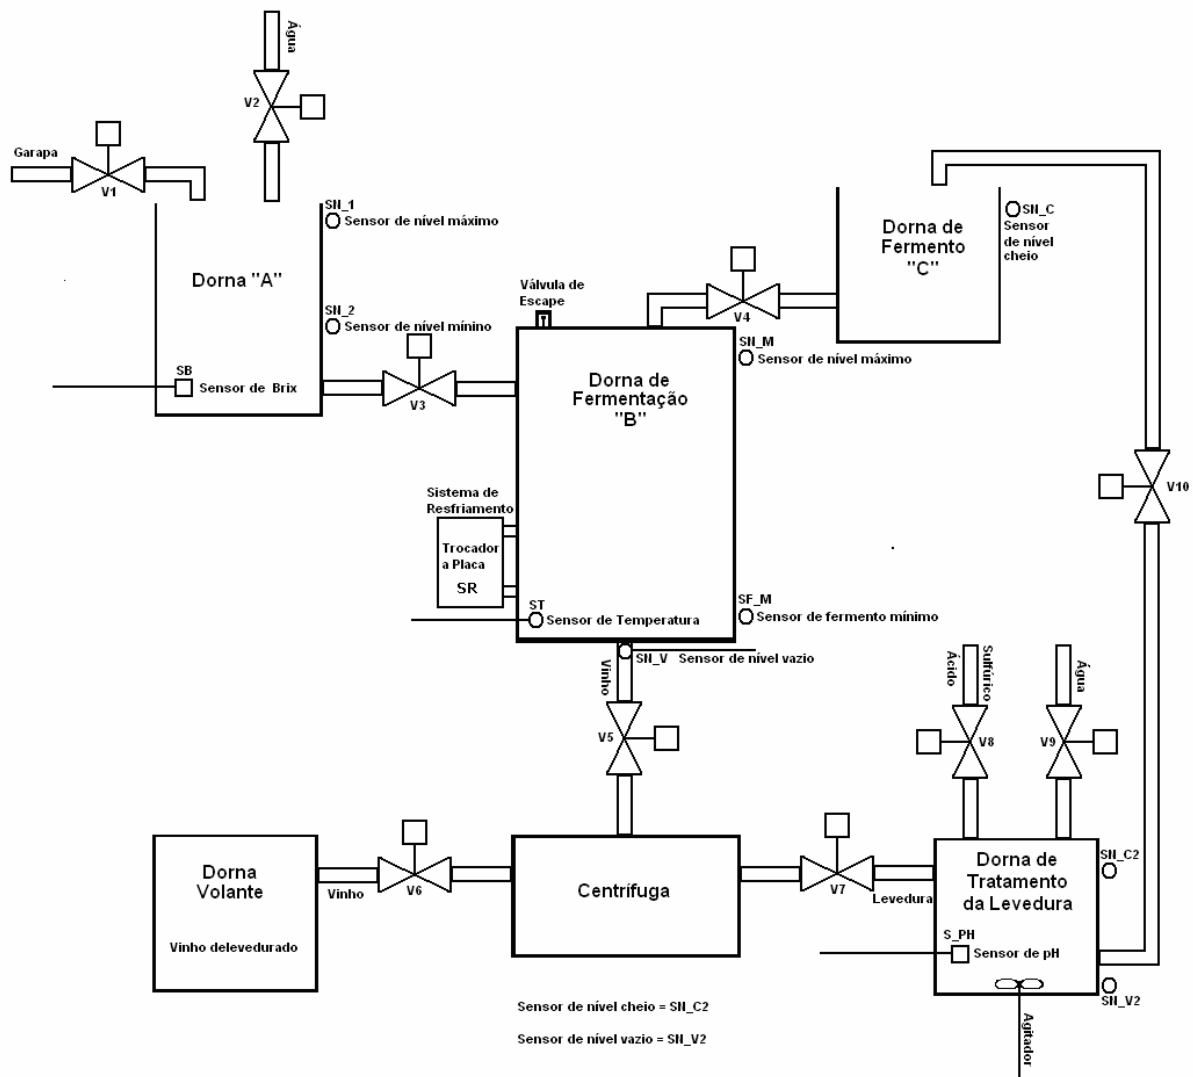 Água
V2
Garapa
V1
SN_1
Sensor de nível máximo
Dorna "A"
SN_2
Sensor de nível mínino
SB
Sensor de Brix
V3
Válvula de
Escape
V4
Dorna de
Fermento
"C"
SN_C
Sensor
de nível
cheio
SN_M
Sensor de nível máximo
Dorna de
Fermentação
"B"
V10
Sistema de
Resfriamento
Trocador
a Placa
SR
ST
Sensor de Temperatura
SF_M
Sensor de fermento mínimo
SN_V Sensor de nível vazio
Vinho
V5
Ácido
Sulfúrico
Água
V8
V9
Dorna
Volante
Vinho delevedurado
Vinho
V6
Centrífuga
V7
Levedura
Dorna de
Tratamento
da Levedura
SN_C2
S_PH
Sensor de pH
SN_V2
Agitador
Sensor de nível cheio = SN_C2
Sensor de nível vazio = SN_V2